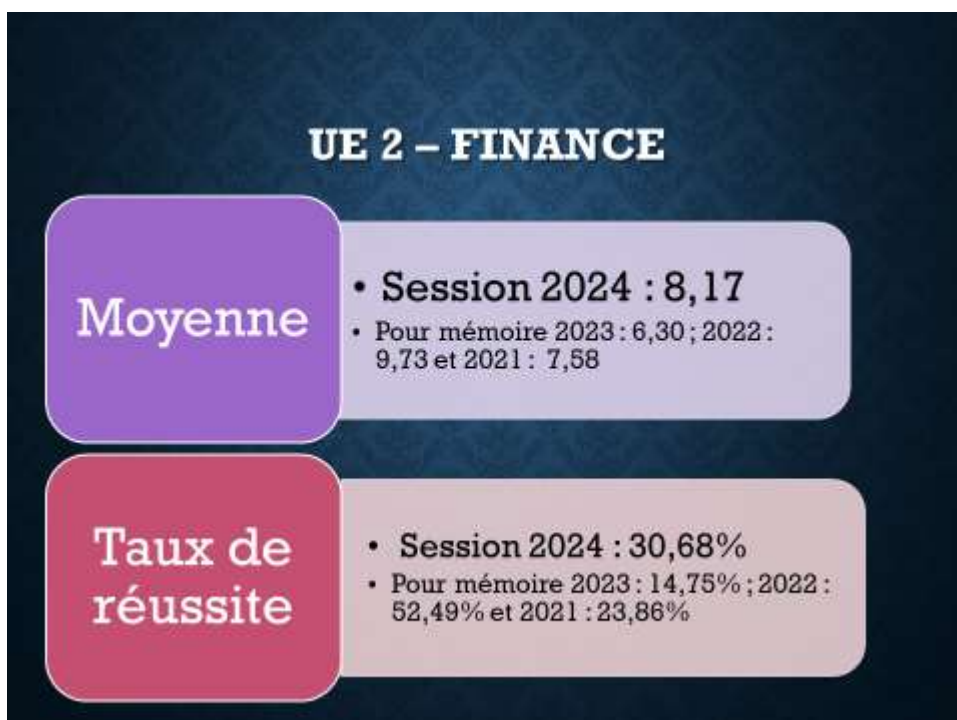 UE 2 – FINANCE
Moyenne
• Session 2024 : 8,17
• Pour mémoire 2023 : 6,30 ; 2022 :
9,73 et 2021 : 7,58
Taux de
réussite
• Session 2024 : 30,68%
• Pour mémoire 2023 : 14,75% ; 2022 :
52,49% et 2021 : 23,86%